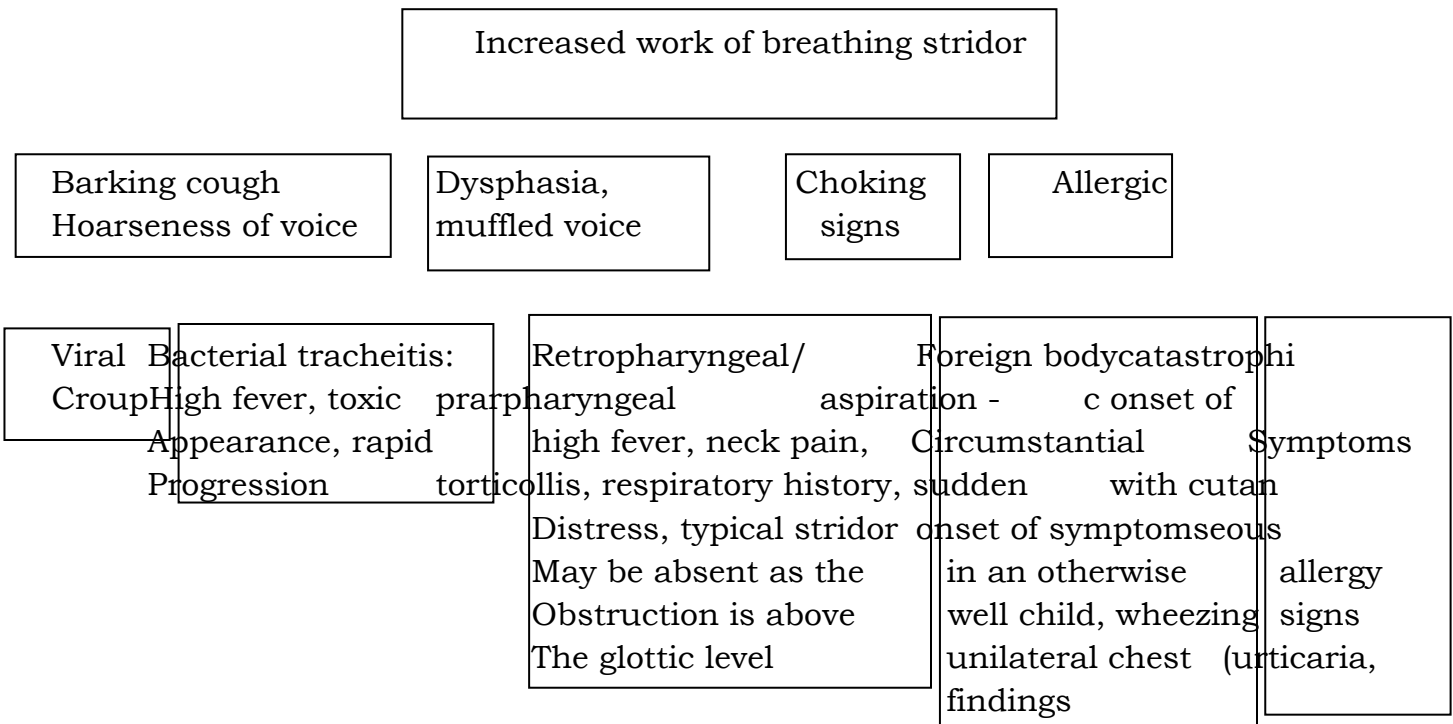 Increased work of breathing stridor
Barking cough
Hoarseness of voice
Dysphasia,
muffled voice
Choking
signs
Allergic
Viral
Croup
Bacterial tracheitis:
High fever, toxic
Appearance, rapid
Progression
Retropharyngeal/
prarpharyngeal
high fever, neck pain,
torticollis, respiratory
Distress, typical stridor
May be absent as the
Obstruction is above
The glottic level
Foreign body
aspiration -
Circumstantial
history, sudden
onset of symptoms
in an otherwise
well child, wheezing
unilateral chest
findings
catastrophi
c onset of
Symptoms
with cutan
eous
allergy
signs
(urticaria,